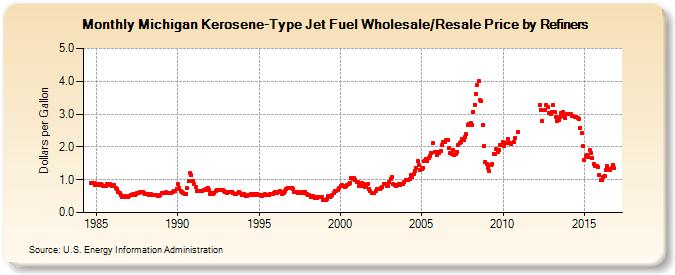 Monthly Michigan Kerosene-Type Jet Fuel Wholesale/Resale Price by Refiners
Dollars per Gallon
5.0
4.0
3.0
2.0
1.0
0.0
1985 1990 1995 2000 2005 2010 2015
Source: U.S. Energy Information Administration